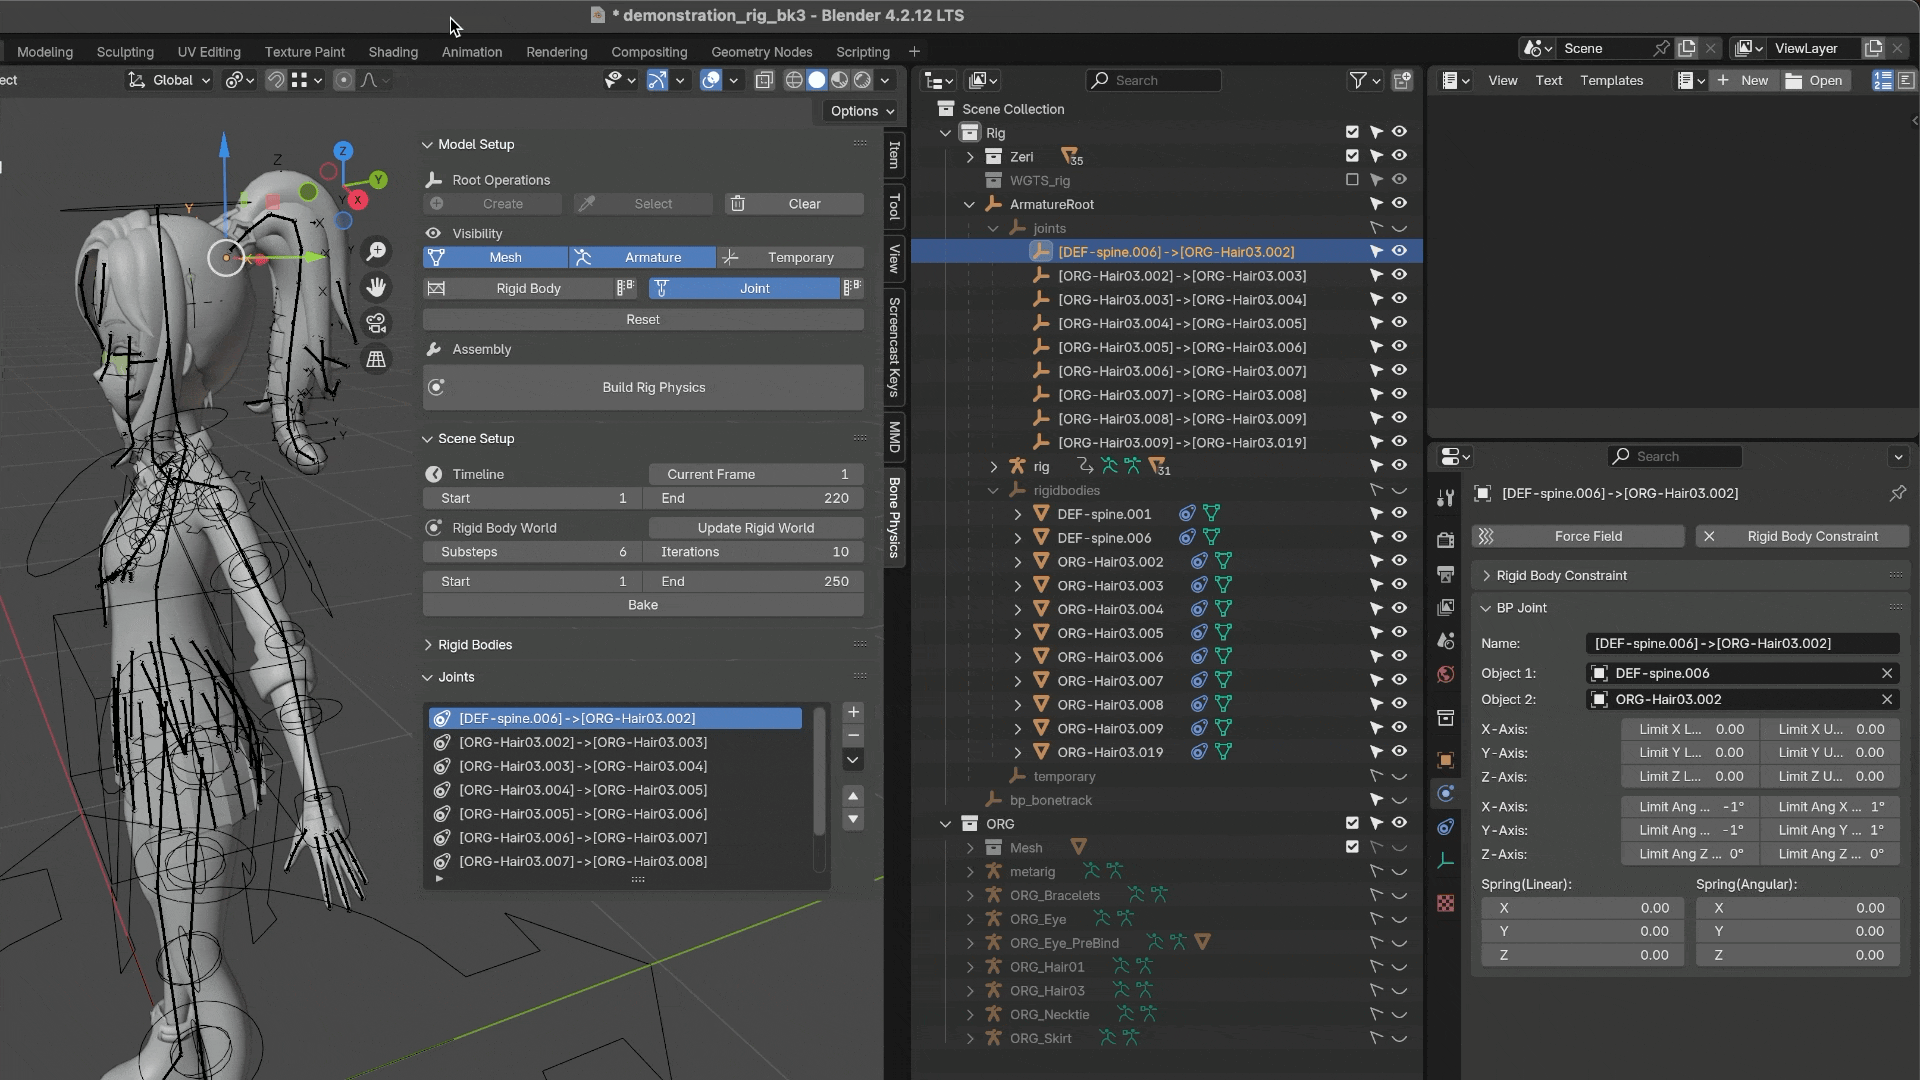 * demonstration_rig_bk3 - Blender 4.2.12 LTS
Modeling
Sculpting
UV Editing
Texture Paint
Shading
Animation
Rendering
Compositing
Geometry Nodes
Scripting
+
Scene
ViewLayer
ect
Global
Options
Search
View
Text
Templates
New
Open
Model Setup
Root Operations
Create
Select
Clear
Visibility
Mesh
Armature
Temporary
Rigid Body
Joint
Reset
Assembly
Build Rig Physics
Scene Setup
Timeline
Current Frame 1
Start 1
End 220
Rigid Body World
Update Rigid World
Substeps 6
Iterations 10
Start 1
End 250
Bake
Rigid Bodies
Joints
[DEF-spine.006]->[ORG-Hair03.002]
[ORG-Hair03.002]->[ORG-Hair03.003]
[ORG-Hair03.003]->[ORG-Hair03.004]
[ORG-Hair03.004]->[ORG-Hair03.005]
[ORG-Hair03.005]->[ORG-Hair03.006]
[ORG-Hair03.006]->[ORG-Hair03.007]
[ORG-Hair03.007]->[ORG-Hair03.008]
Item
Tool
View
Screencast Keys
MMD
Bone Physics
Z
Z
Y
X
Scene Collection
Rig
Zeri 35
WGTS_rig
ArmatureRoot
joints
[DEF-spine.006]->[ORG-Hair03.002]
[ORG-Hair03.002]->[ORG-Hair03.003]
[ORG-Hair03.003]->[ORG-Hair03.004]
[ORG-Hair03.004]->[ORG-Hair03.005]
[ORG-Hair03.005]->[ORG-Hair03.006]
[ORG-Hair03.006]->[ORG-Hair03.007]
[ORG-Hair03.007]->[ORG-Hair03.008]
[ORG-Hair03.008]->[ORG-Hair03.009]
[ORG-Hair03.009]->[ORG-Hair03.019]
rig 31
rigidbodies
DEF-spine.001
DEF-spine.006
ORG-Hair03.002
ORG-Hair03.003
ORG-Hair03.004
ORG-Hair03.005
ORG-Hair03.006
ORG-Hair03.007
ORG-Hair03.008
ORG-Hair03.009
ORG-Hair03.019
temporary
bp_bonetrack
ORG
Mesh
metarig
ORG_Bracelets
ORG_Eye
ORG_Eye_PreBind
ORG_Hair01
ORG_Hair03
ORG_Necktie
ORG_Skirt
Search
[DEF-spine.006]->[ORG-Hair03.002]
Force Field
Rigid Body Constraint
Rigid Body Constraint
BP Joint
Name: [DEF-spine.006]->[ORG-Hair03.002]
Object 1: DEF-spine.006
Object 2: ORG-Hair03.002
X-Axis: Limit X L... 0.00 Limit X U... 0.00
Y-Axis: Limit Y L... 0.00 Limit Y U... 0.00
Z-Axis: Limit Z L... 0.00 Limit Z U... 0.00
X-Axis: Limit Ang ... -1° Limit Ang X ... 1°
Y-Axis: Limit Ang ... -1° Limit Ang Y ... 1°
Z-Axis: Limit Ang Z ... 0° Limit Ang Z ... 0°
Spring(Linear): Spring(Angular):
X 0.00 X 0.00
Y 0.00 Y 0.00
Z 0.00 Z 0.00